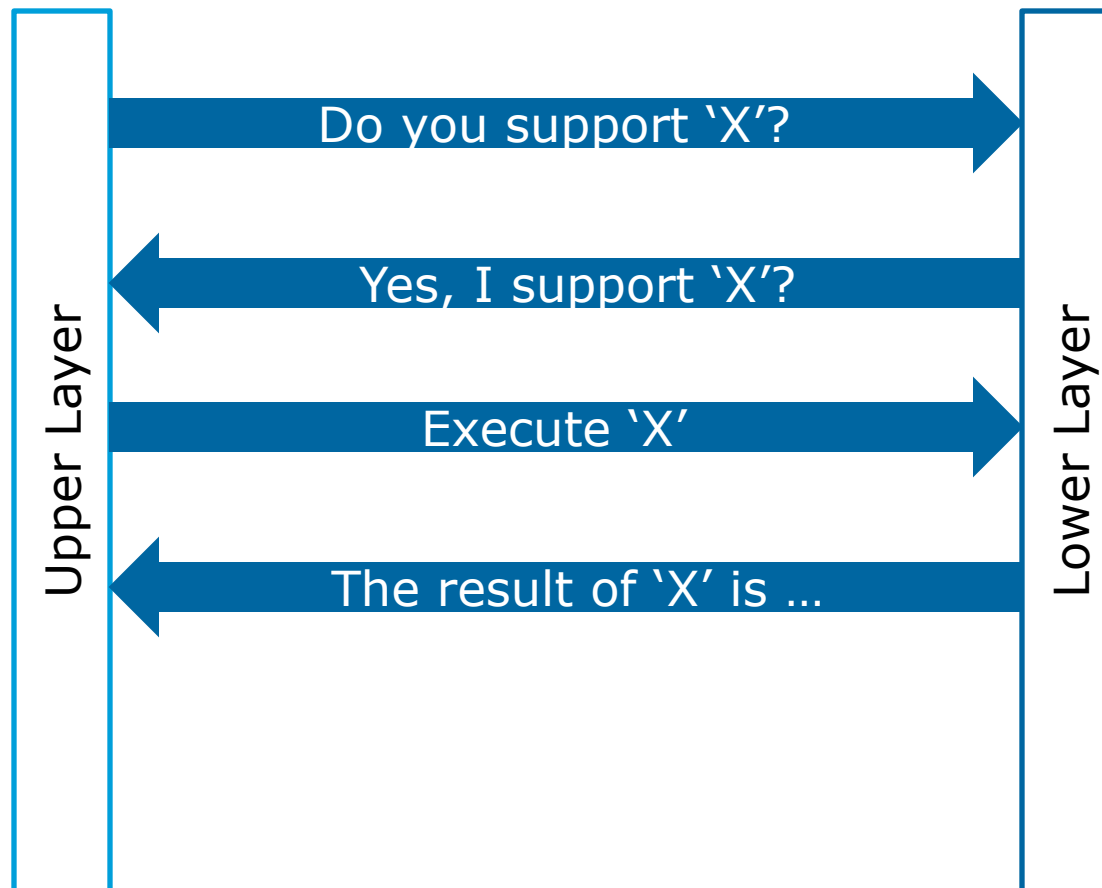 Do you support ‘X’?
Yes, I support ‘X’?
Upper Layer
Lower Layer
Execute ‘X’
The result of ‘X’ is …